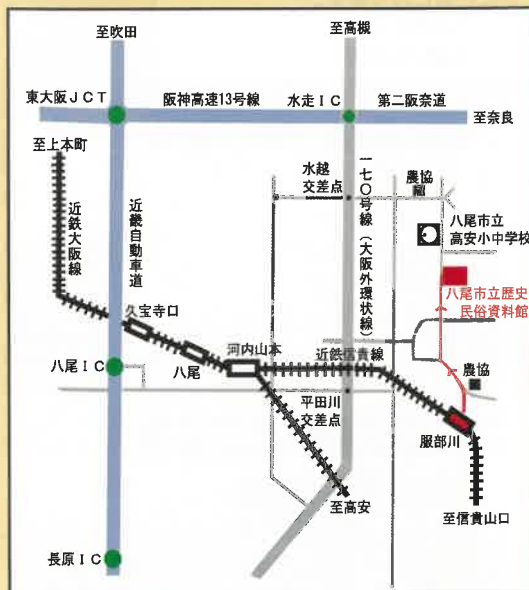 至吹田
至高槻
東大阪JCT
阪神高速13号線
水走IC
第二阪奈道
至奈良
至上本町
水越
交差点
農協
近鉄大阪線
近畿自動車道
一七〇号線(大阪外環状線)
八尾市立
高安小中学校
八尾市立歴史
民俗資料館
久宝寺口
河内山本
近鉄信貴線
八尾IC
八尾
農協
平田川
交差点
服部川
至高安
至信貴山口
長原IC